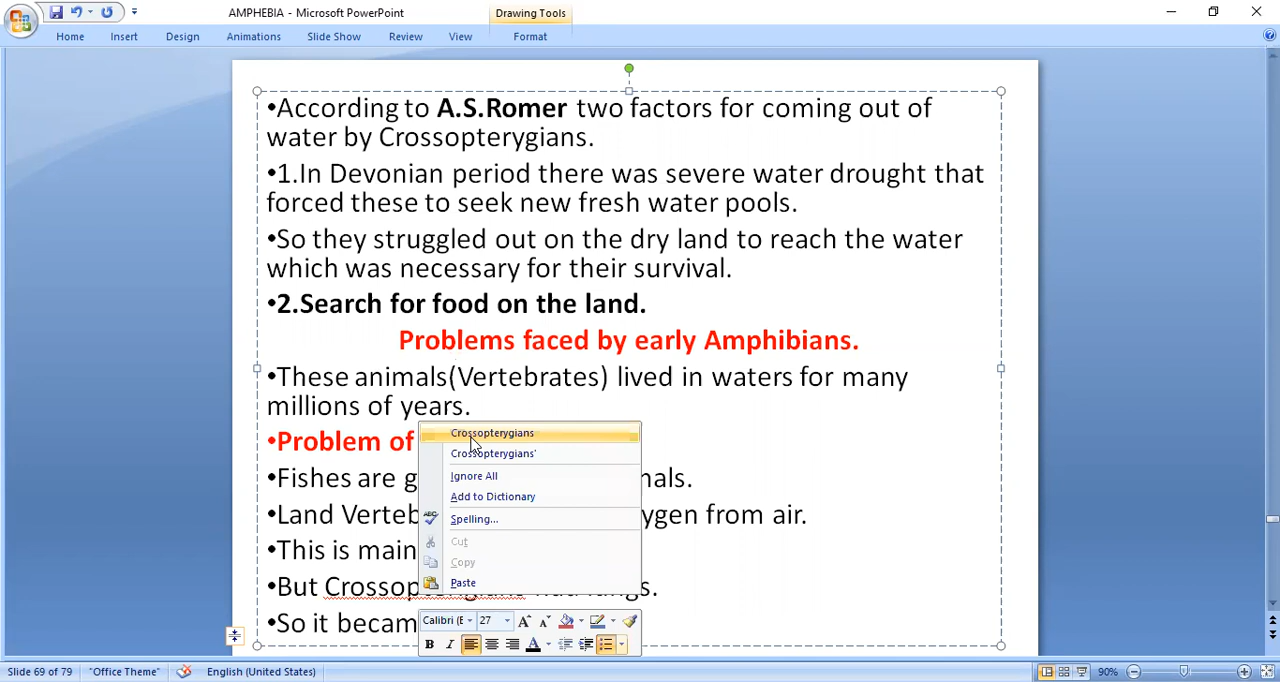 AMPHEBIA - Microsoft PowerPoint
Drawing Tools
Home Insert Design Animations Slide Show Review View Format
•According to A.S.Romer two factors for coming out of
water by Crossopterygians.
•1.In Devonian period there was severe water drought that
forced these to seek new fresh water pools.
•So they struggled out on the dry land to reach the water
which was necessary for their survival.
•2.Search for food on the land.
Problems faced by early Amphibians.
•These animals(Vertebrates) lived in waters for many
millions of years.
•Problem of
•Fishes are
•Land
oxygen from air.
•This is main
•But
•So it
Crossopterygians
Crossopterygians'
Ignore All
Add to Dictionary
Spelling...
Cut
Copy
Paste
Calibri (E 27
B I A
Slide 69 of 79 "Office Theme" English (United States) 90%